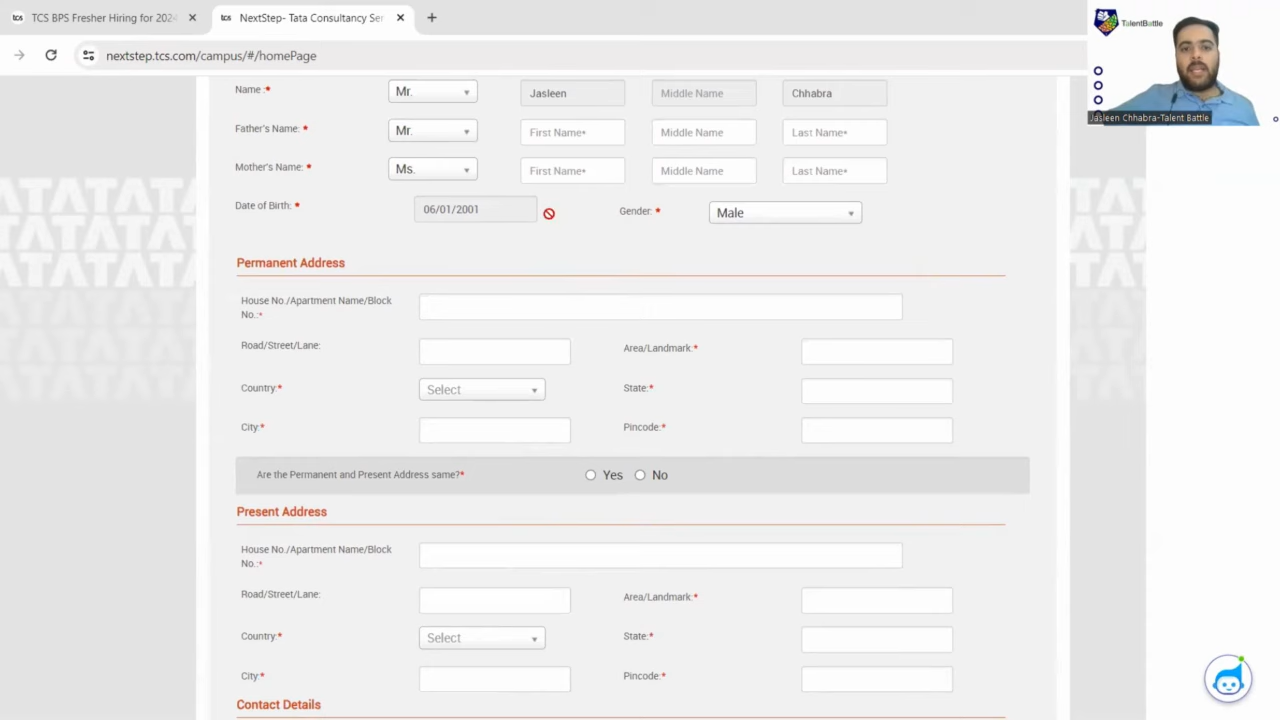 TCS BPS Fresher Hiring for 2024
NextStep- Tata Consultancy Ser
nextstep.tcs.com/campus/#/homePage
TalentBattle
Jasleen Chhabra-Talent Battle
Name :* Mr. Jasleen Middle Name Chhabra
Father's Name: * Mr. First Name* Middle Name Last Name*
Mother's Name: * Ms. First Name* Middle Name Last Name*
Date of Birth: * 06/01/2001 Gender: * Male
Permanent Address
House No./Apartment Name/Block
No.:*
Road/Street/Lane: Area/Landmark:*
Country:* Select State:*
City:* Pincode:*
Are the Permanent and Present Address same?* Yes No
Present Address
House No./Apartment Name/Block
No.:*
Road/Street/Lane: Area/Landmark:*
Country:* Select State:*
City:* Pincode:*
Contact Details